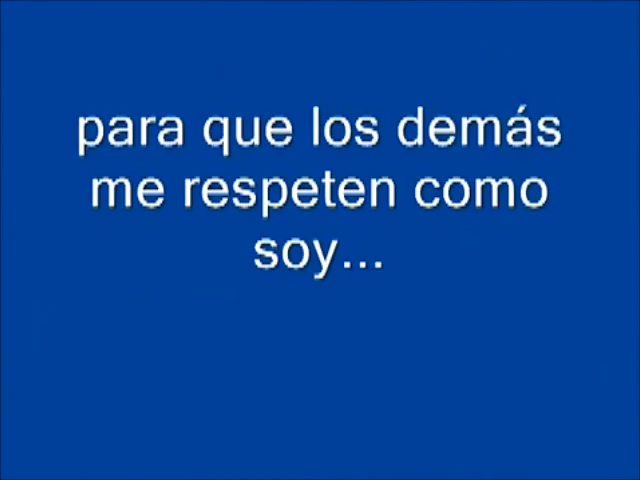 para que los demás
me respeten como
soy...